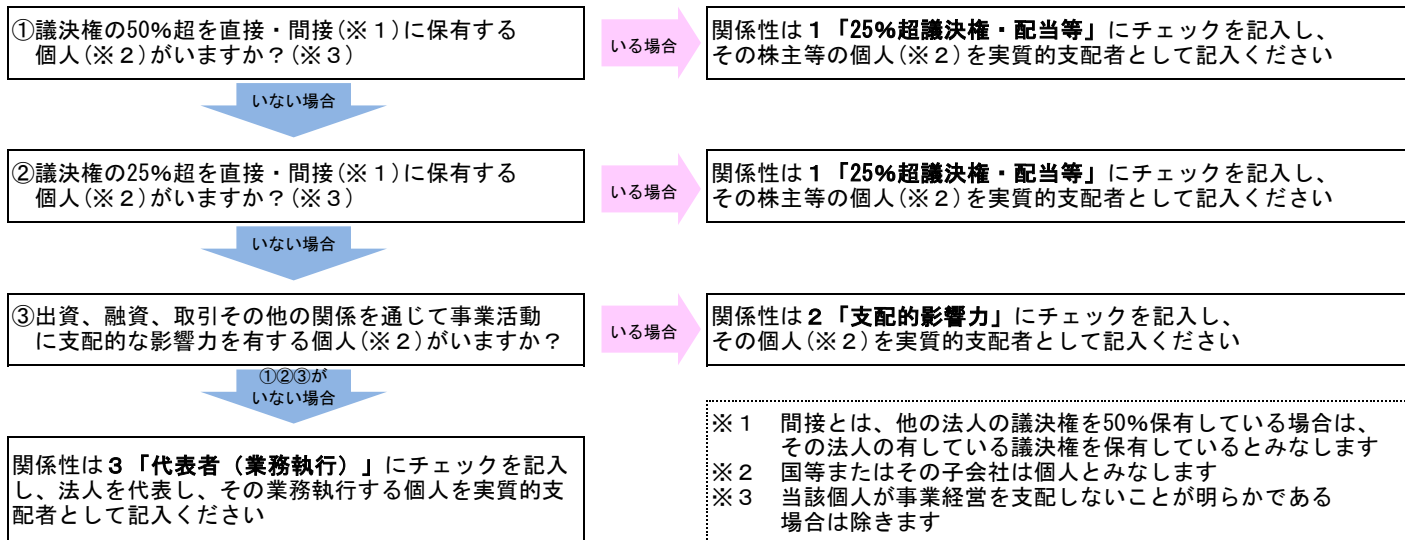 ①議決権の50%超を直接・間接(※１)に保有する
個人(※２)がいますか？(※３)
いる場合
関係性は１「25%超議決権・配当等」にチェックを記入し、
その株主等の個人(※２)を実質的支配者として記入ください
いない場合
②議決権の25%超を直接・間接(※１)に保有する
個人(※２)がいますか？(※３)
いる場合
関係性は１「25%超議決権・配当等」にチェックを記入し、
その株主等の個人(※２)を実質的支配者として記入ください
いない場合
③出資、融資、取引その他の関係を通じて事業活動
に支配的な影響力を有する個人(※２)がいますか？
いる場合
関係性は２「支配的影響力」にチェックを記入し、
その個人(※２)を実質的支配者として記入ください
①②③が
いない場合
関係性は３「代表者（業務執行）」にチェックを記入
し、法人を代表し、その業務執行する個人を実質的支
配者として記入ください
※１　間接とは、他の法人の議決権を50%保有している場合は、
その法人の有している議決権を保有しているとみなします
※２　国等またはその子会社は個人とみなします
※３　当該個人が事業経営を支配しないことが明らかである
場合は除きます